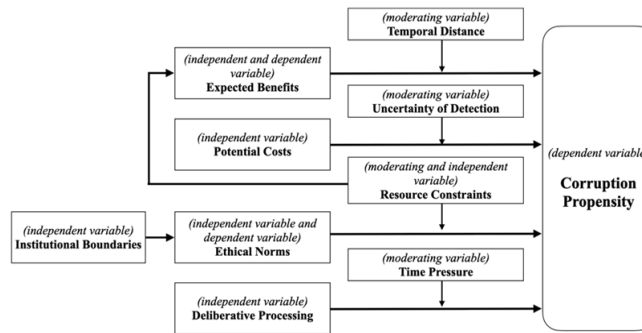 (moderating variable)
Temporal Distance
(independent and dependent
variable)
Expected Benefits
(moderating variable)
Uncertainty of Detection
(independent variable)
Potential Costs
(dependent variable)
Corruption
Propensity
(moderating and independent
variable)
Resource Constraints
(independent variable)
Institutional Boundaries
(independent variable and
dependent variable)
Ethical Norms
(moderating variable)
Time Pressure
(independent variable)
Deliberative Processing